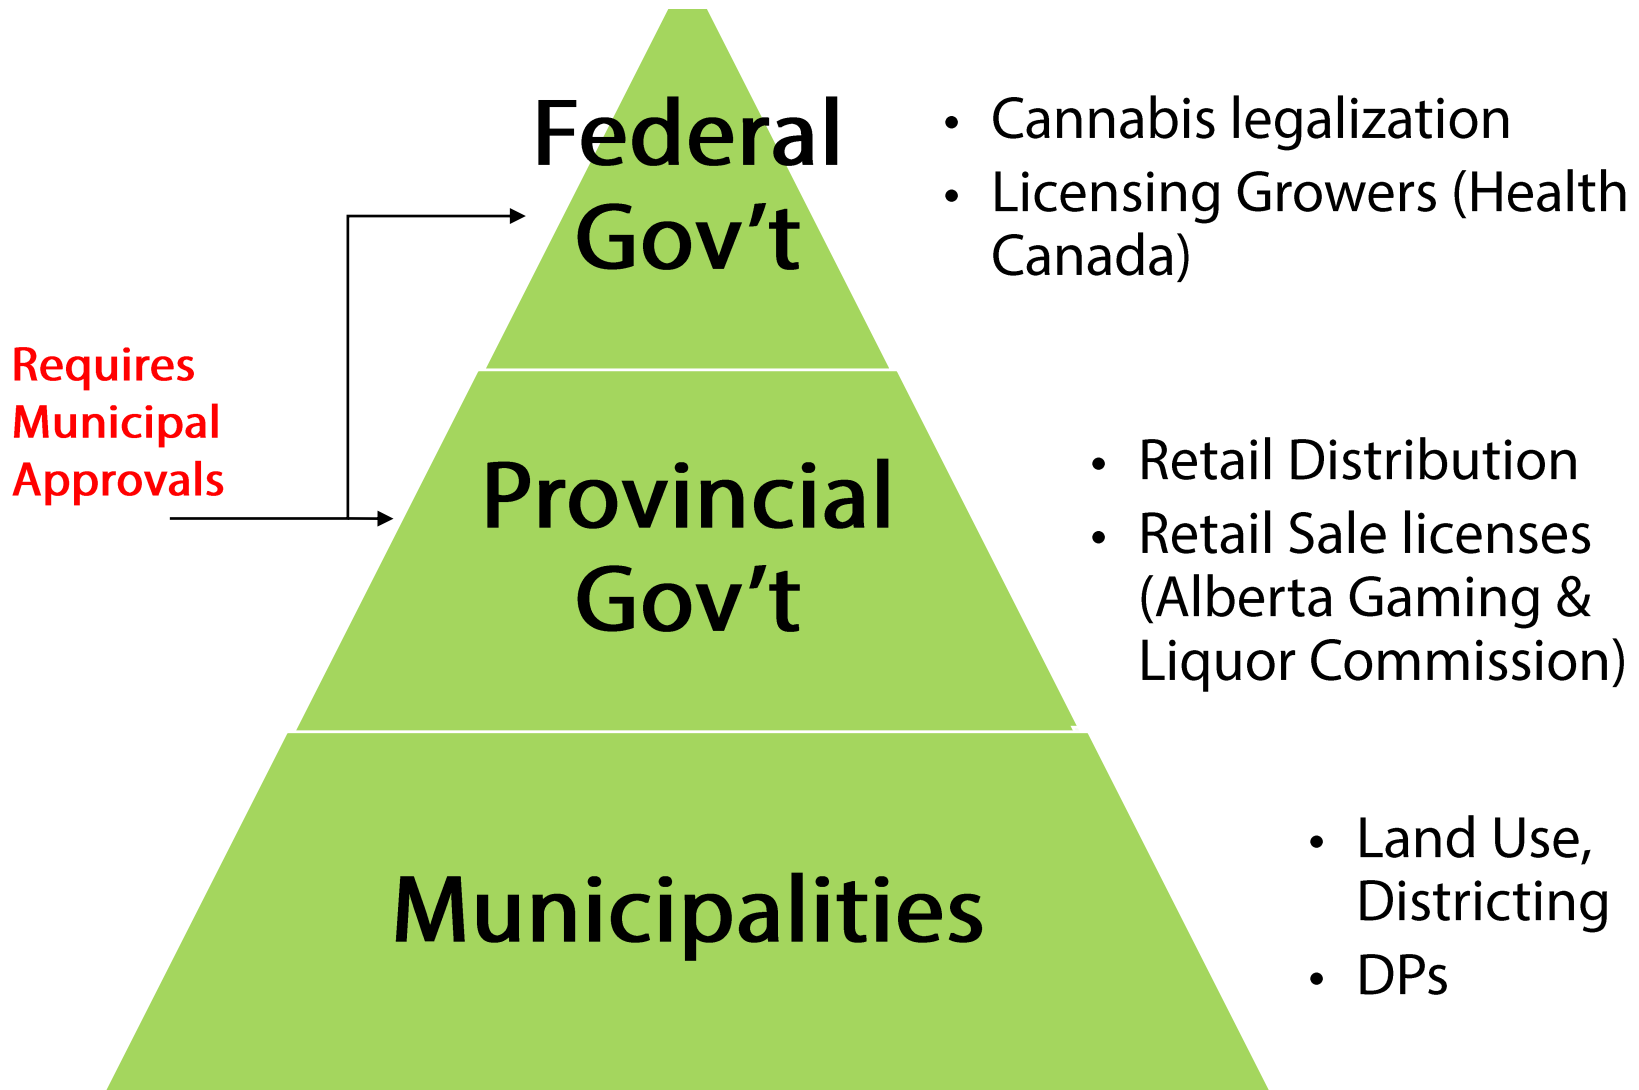 Federal
Gov’t
• Cannabis legalization
• Licensing Growers (Health
Canada)
Requires
Municipal
Approvals
Provincial
Gov’t
• Retail Distribution
• Retail Sale licenses
(Alberta Gaming &
Liquor Commission)
Municipalities
• Land Use,
Districting
• DPs